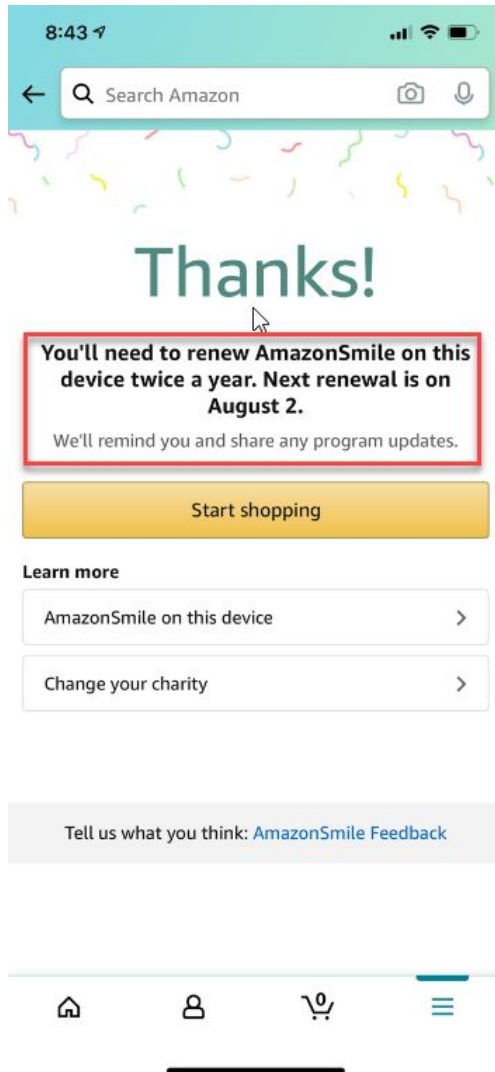 8:43
Search Amazon
Thanks!
You'll need to renew AmazonSmile on this
device twice a year. Next renewal is on
August 2.
We'll remind you and share any program updates.
Start shopping
Learn more
AmazonSmile on this device
Change your charity
Tell us what you think: AmazonSmile Feedback
0